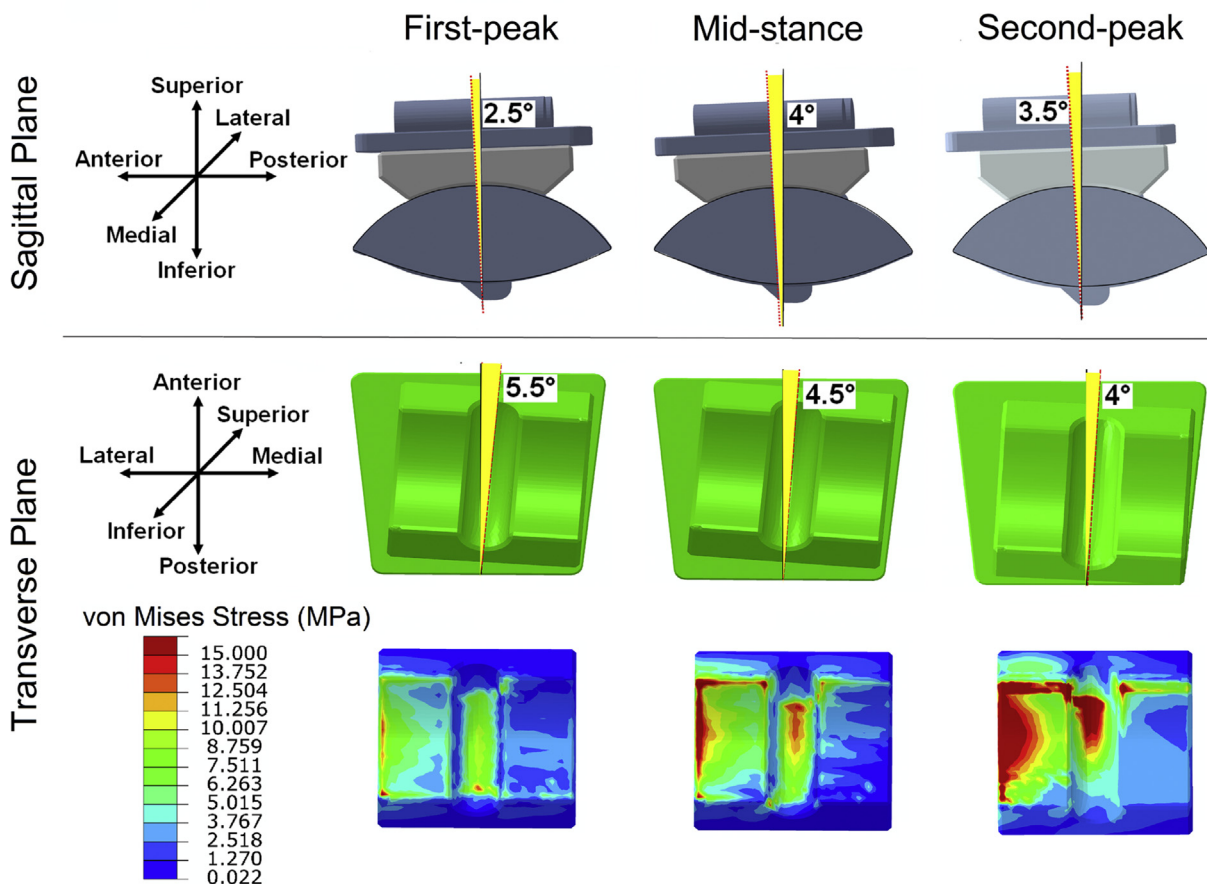 First-peak
Mid-stance
Second-peak
Sagittal Plane
Superior
Lateral
Anterior
Posterior
Medial
Inferior
2.5°
4°
3.5°
Transverse Plane
Anterior
Superior
Lateral
Medial
Inferior
Posterior
5.5°
4.5°
4°
von Mises Stress (MPa)
15.000
13.752
12.504
11.256
10.007
8.759
7.511
6.263
5.015
3.767
2.518
1.270
0.022